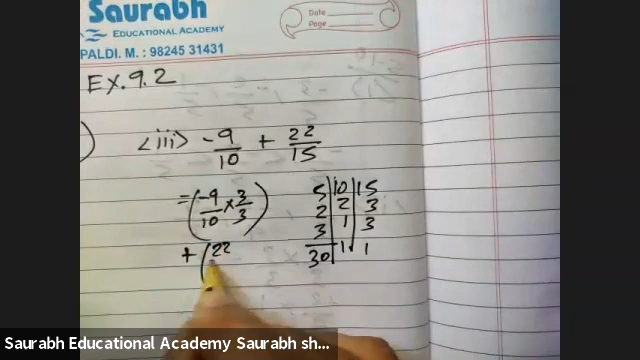 Saurabh
EDUCATIONAL ACADEMY
PALDI. M. : 98245 31431
Date
Page
Ex.9.2
<iii> -9/10 + 22/15
= (-9/10 × 3/3)
+ (22
5 | 10 | 15
2 | 2 | 3
3 | 1 | 3
30 | 1 | 1
Saurabh Educational Academy Saurabh sh...